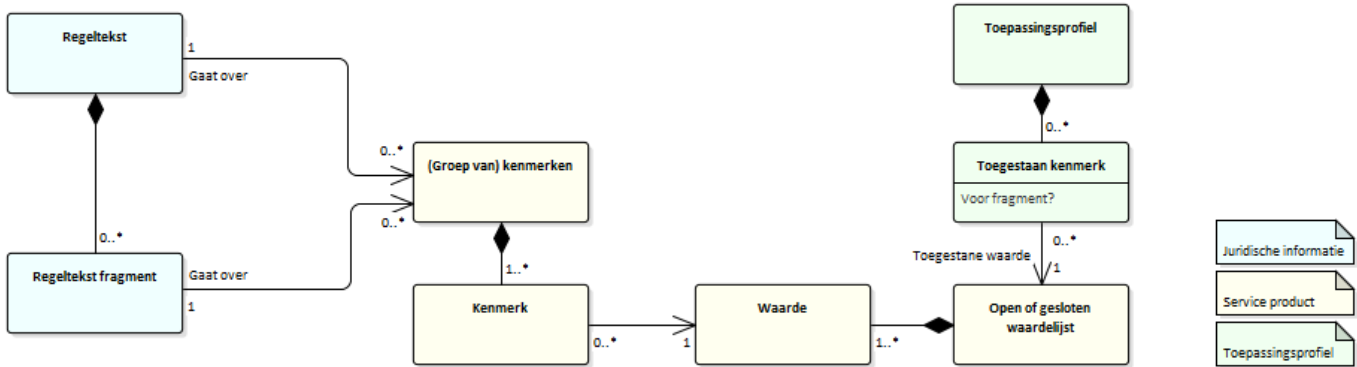 Regeltekst
1
Gaat over
0..*
Regeltekst fragment
Gaat over
1
0..*
0..*
(Groep van) kenmerken
1..*
Kenmerk
0..*
1
Waarde
1..*
Toepassingsprofiel
0..*
Toegestaan kenmerk
Voor fragment?
0..*
Toegestane waarde
1
Open of gesloten
waardelijst
Juridische informatie
Service product
Toepassingsprofiel